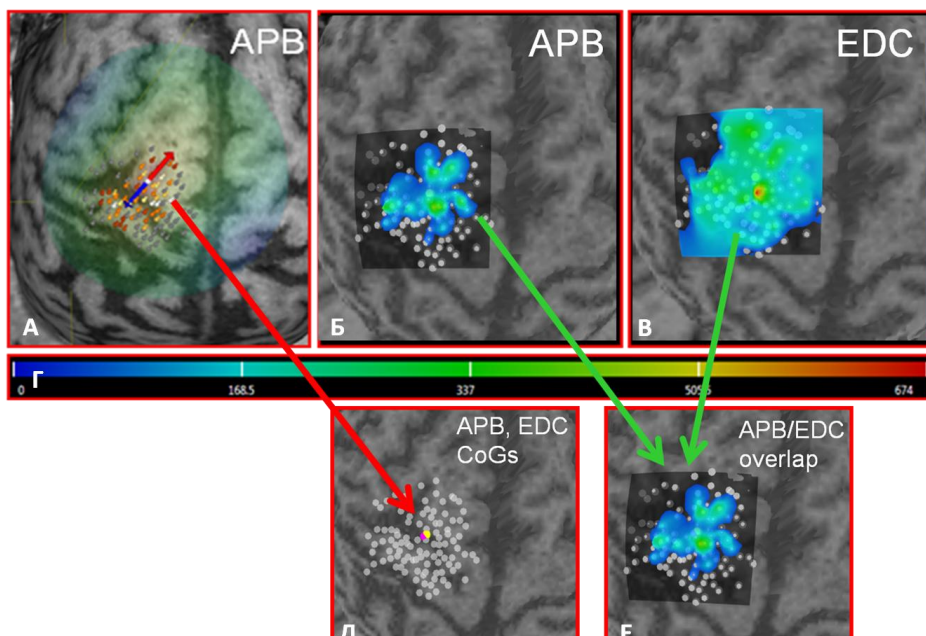 APB
А
APB
Б
EDC
В
Г
0
168.5
337
505.5
674
APB, EDC
CoGs
Д
APB/EDC
overlap
Е